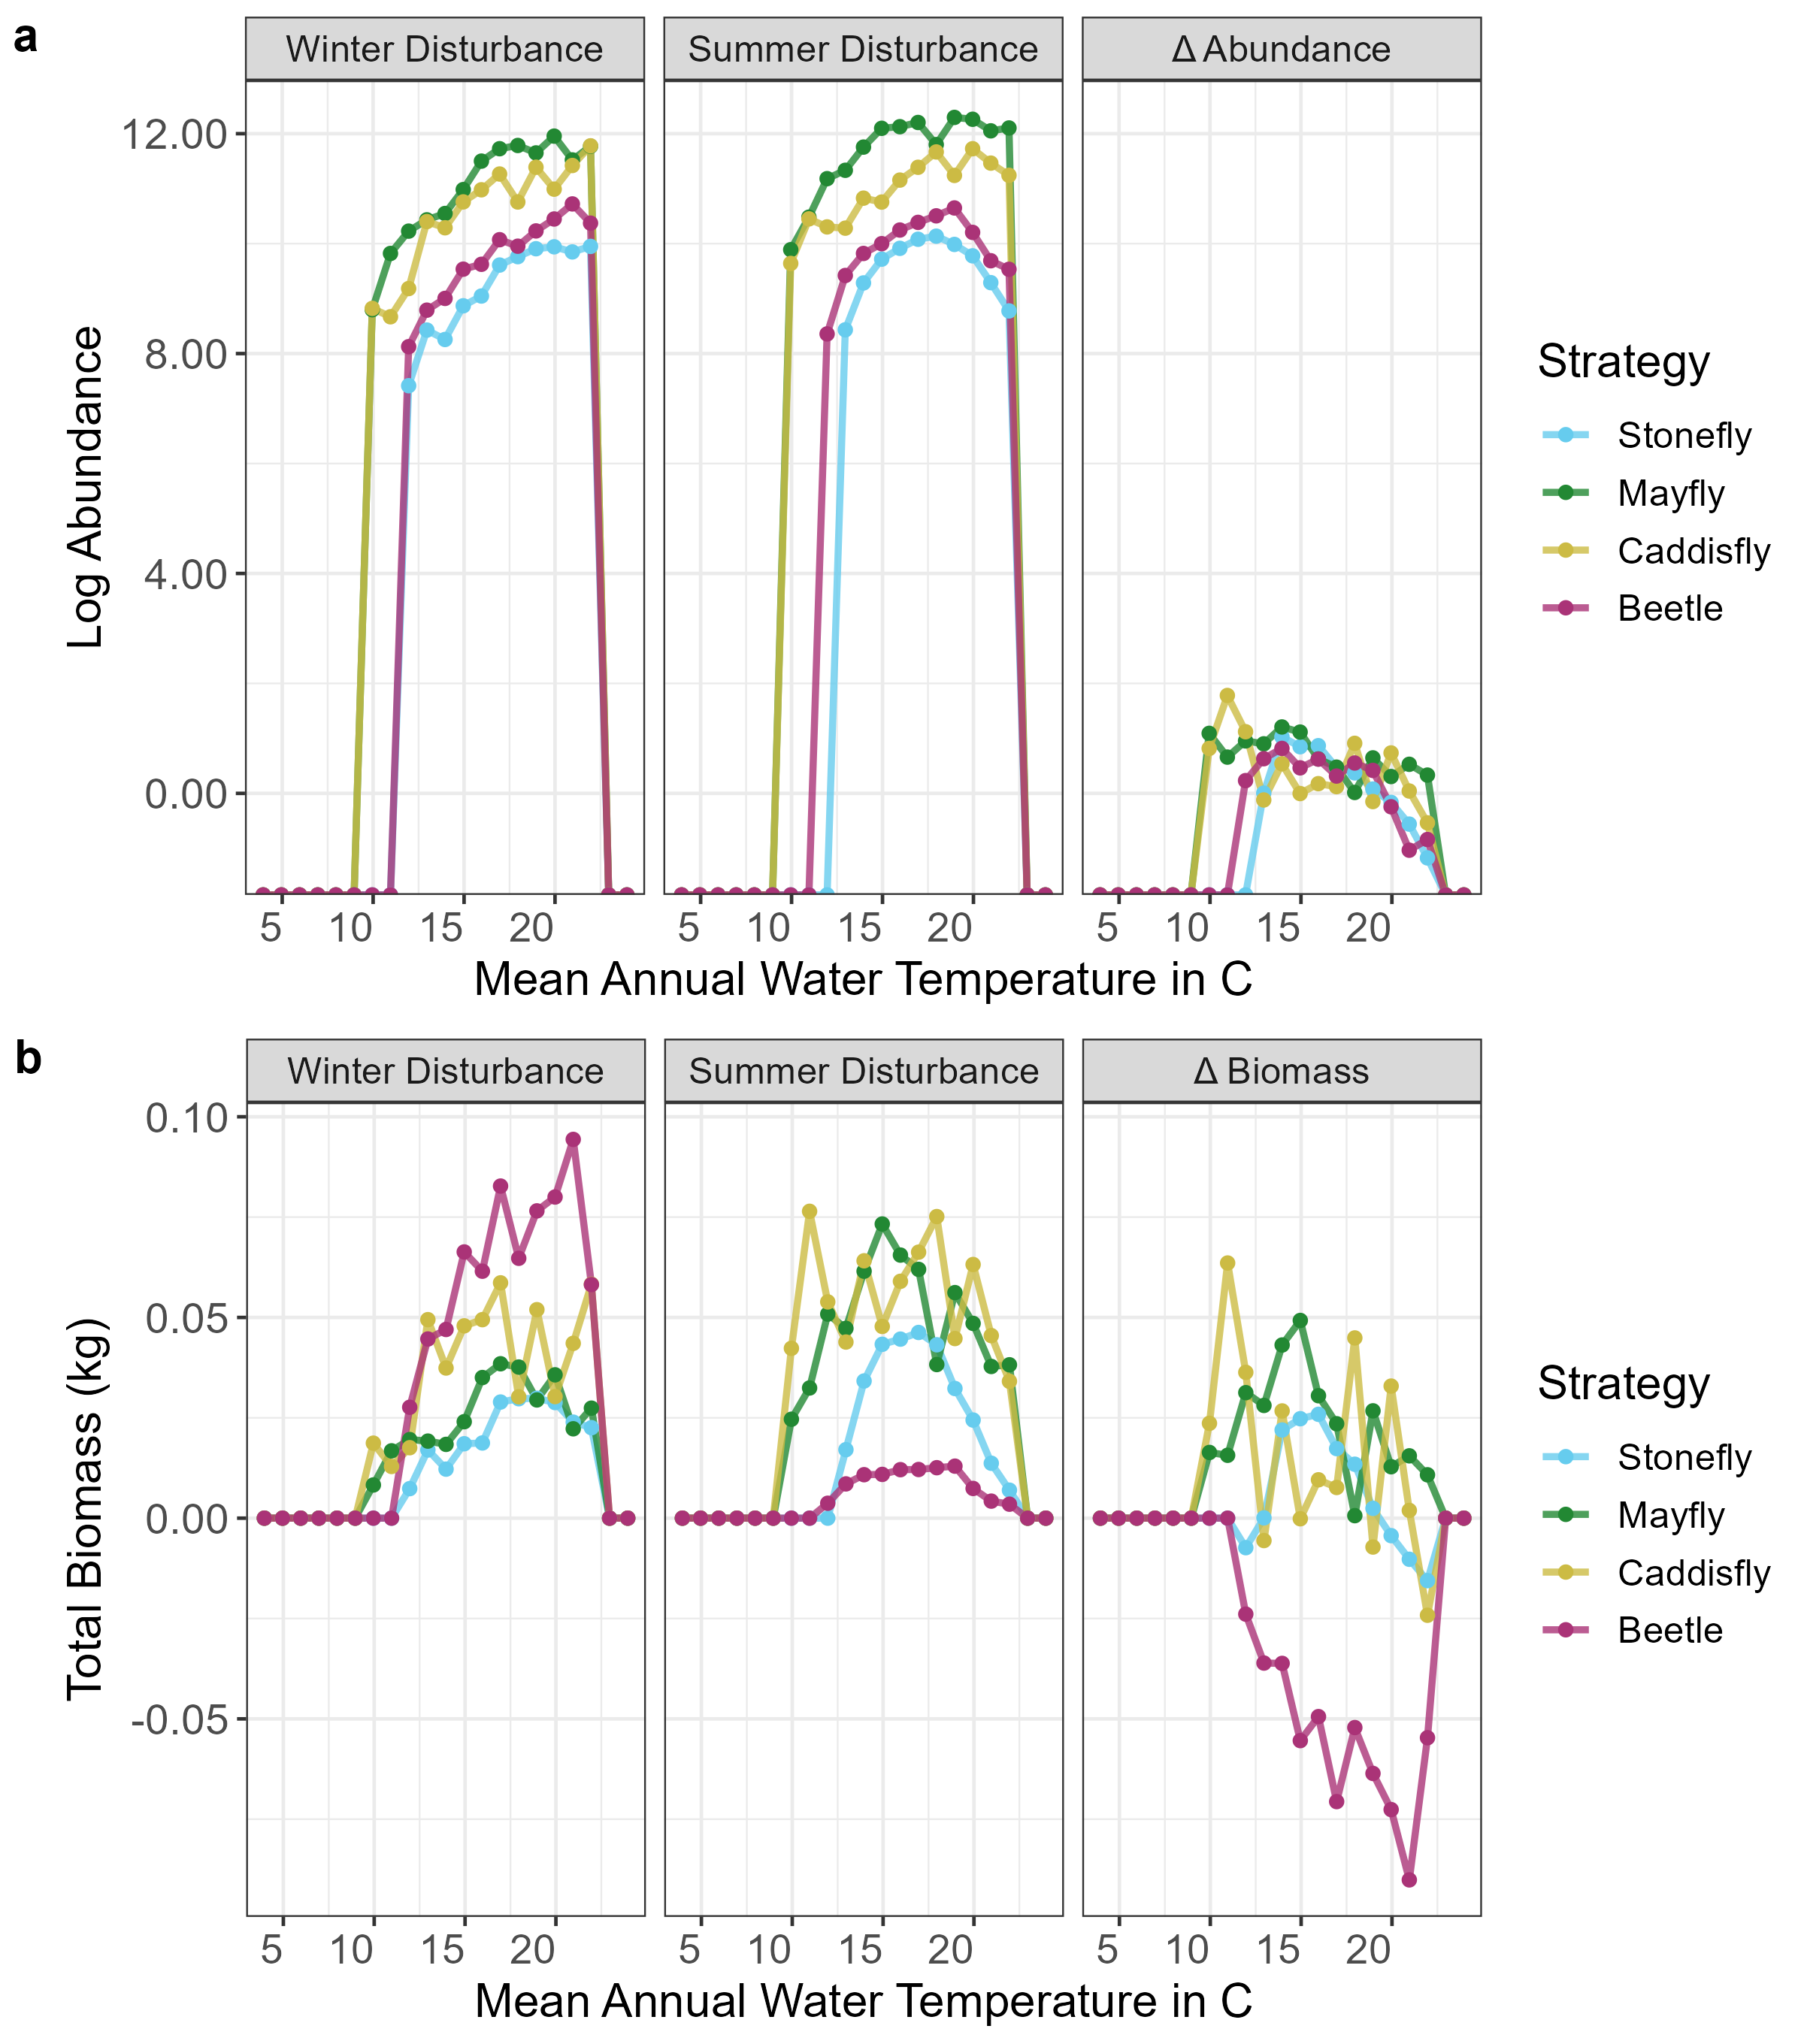 a
Winter Disturbance
Summer Disturbance
Δ Abundance
12.00
8.00
4.00
0.00
Log Abundance
5 10 15 20
5 10 15 20
5 10 15 20
Mean Annual Water Temperature in C
Strategy
Stonefly
Mayfly
Caddisfly
Beetle
b
Winter Disturbance
Summer Disturbance
Δ Biomass
0.10
0.05
0.00
-0.05
Total Biomass (kg)
5 10 15 20
5 10 15 20
5 10 15 20
Mean Annual Water Temperature in C
Strategy
Stonefly
Mayfly
Caddisfly
Beetle